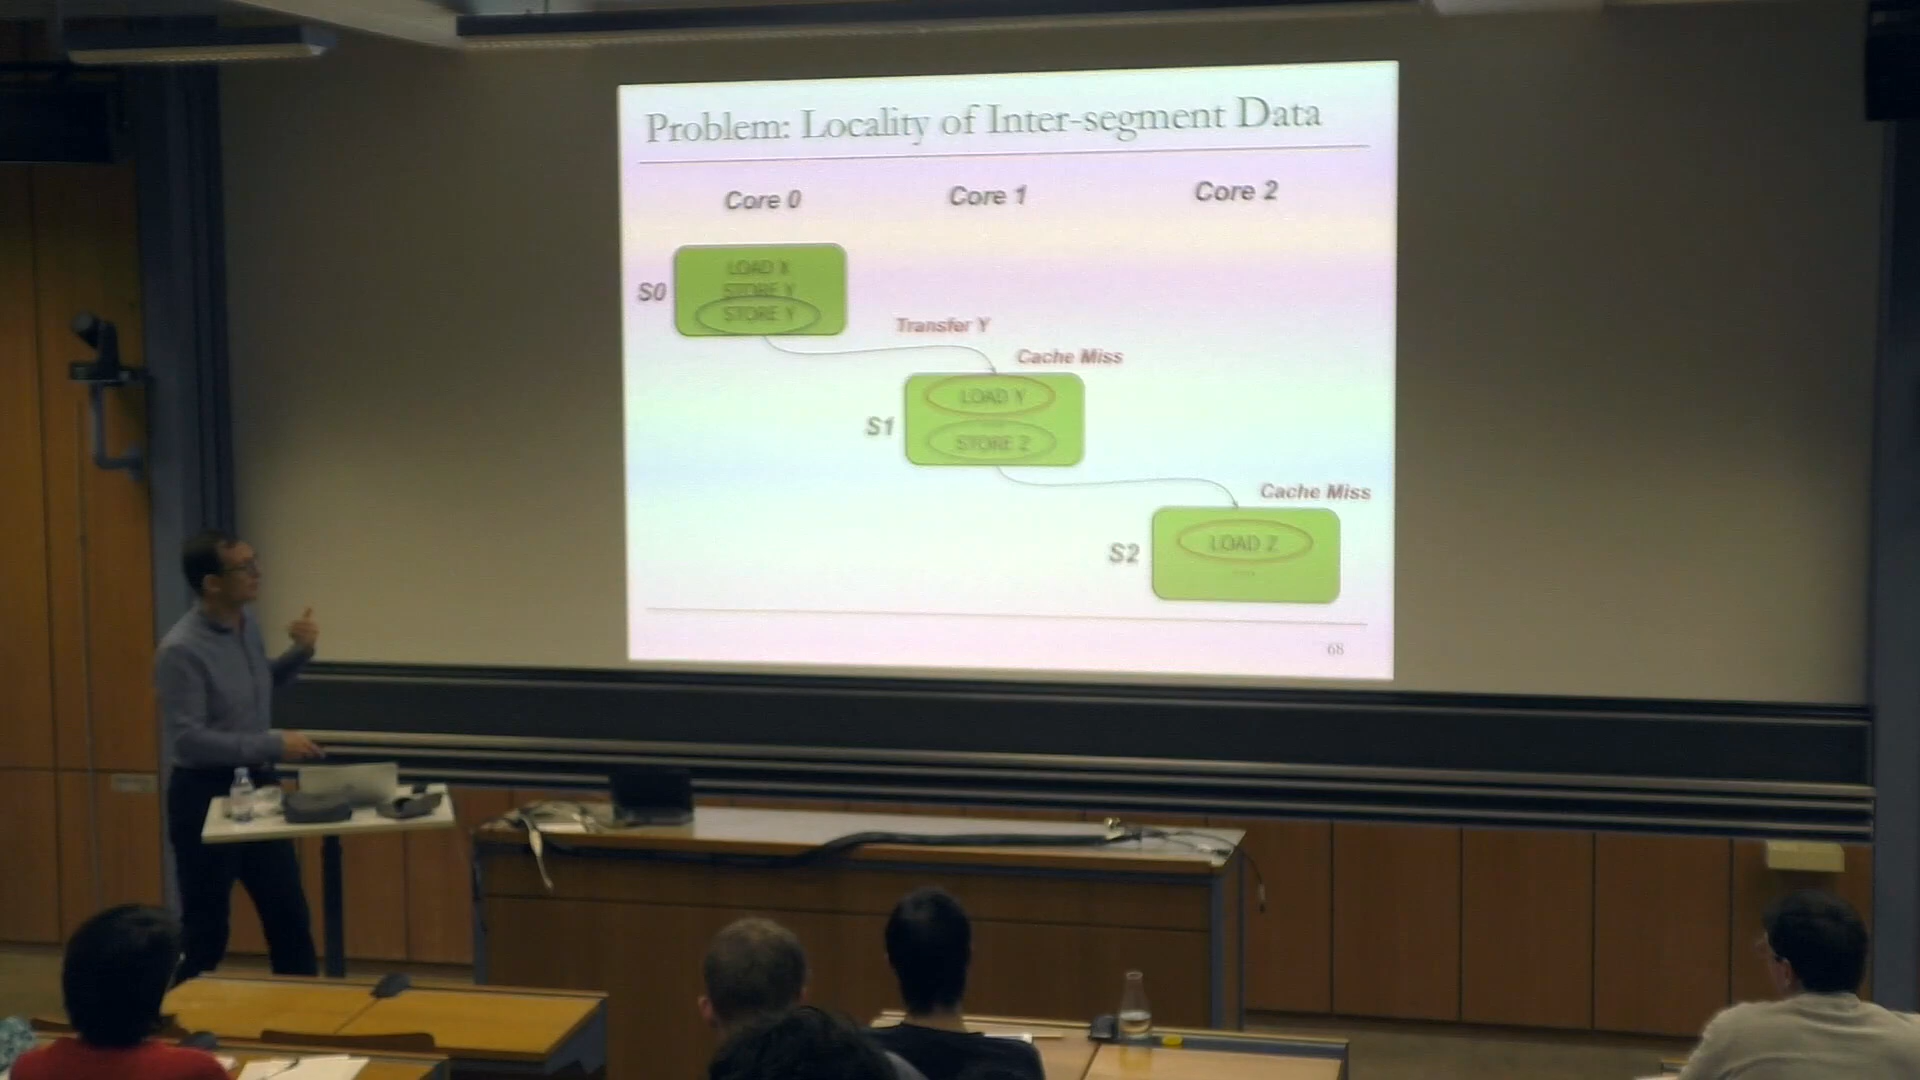 Problem: Locality of Inter-segment Data
Core 0
Core 1
Core 2
S0
LOAD X
STORE Y
STORE Y
Transfer Y
Cache Miss
S1
LOAD Y
....
STORE Z
Cache Miss
S2
LOAD Z
....
68